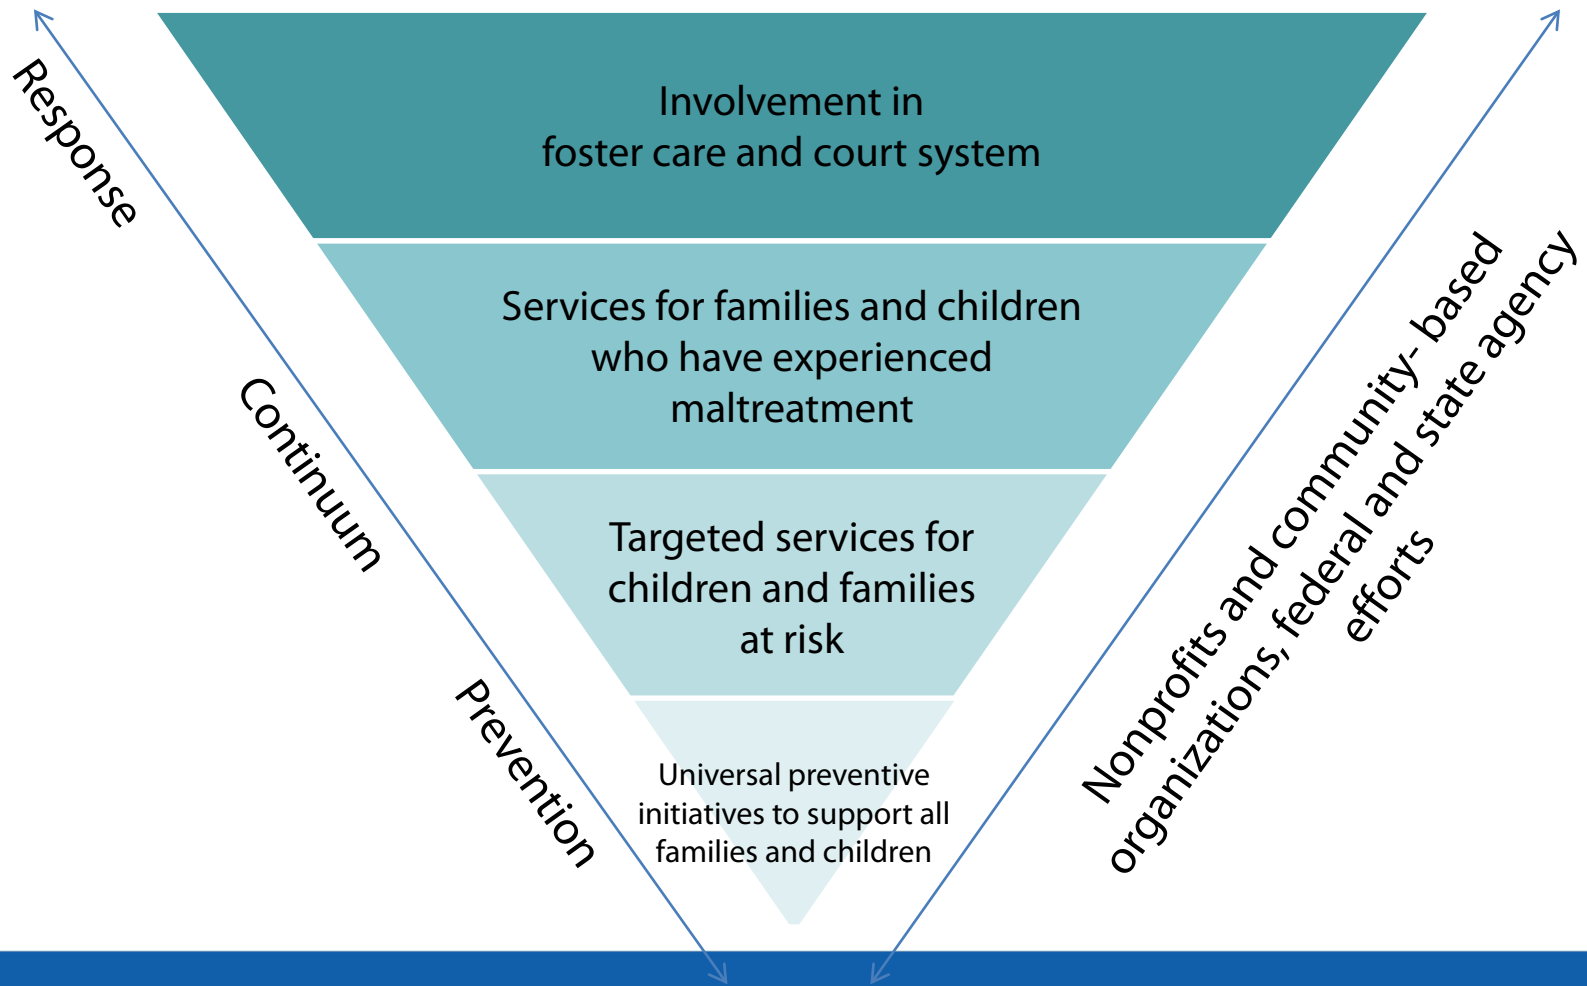 Involvement in
foster care and court system
Services for families and children
who have experienced
maltreatment
Targeted services for
children and families
at risk
Universal preventive
initiatives to support all
families and children
Response
Continuum
Prevention
Nonprofits and community- based
organizations, federal and state agency
efforts